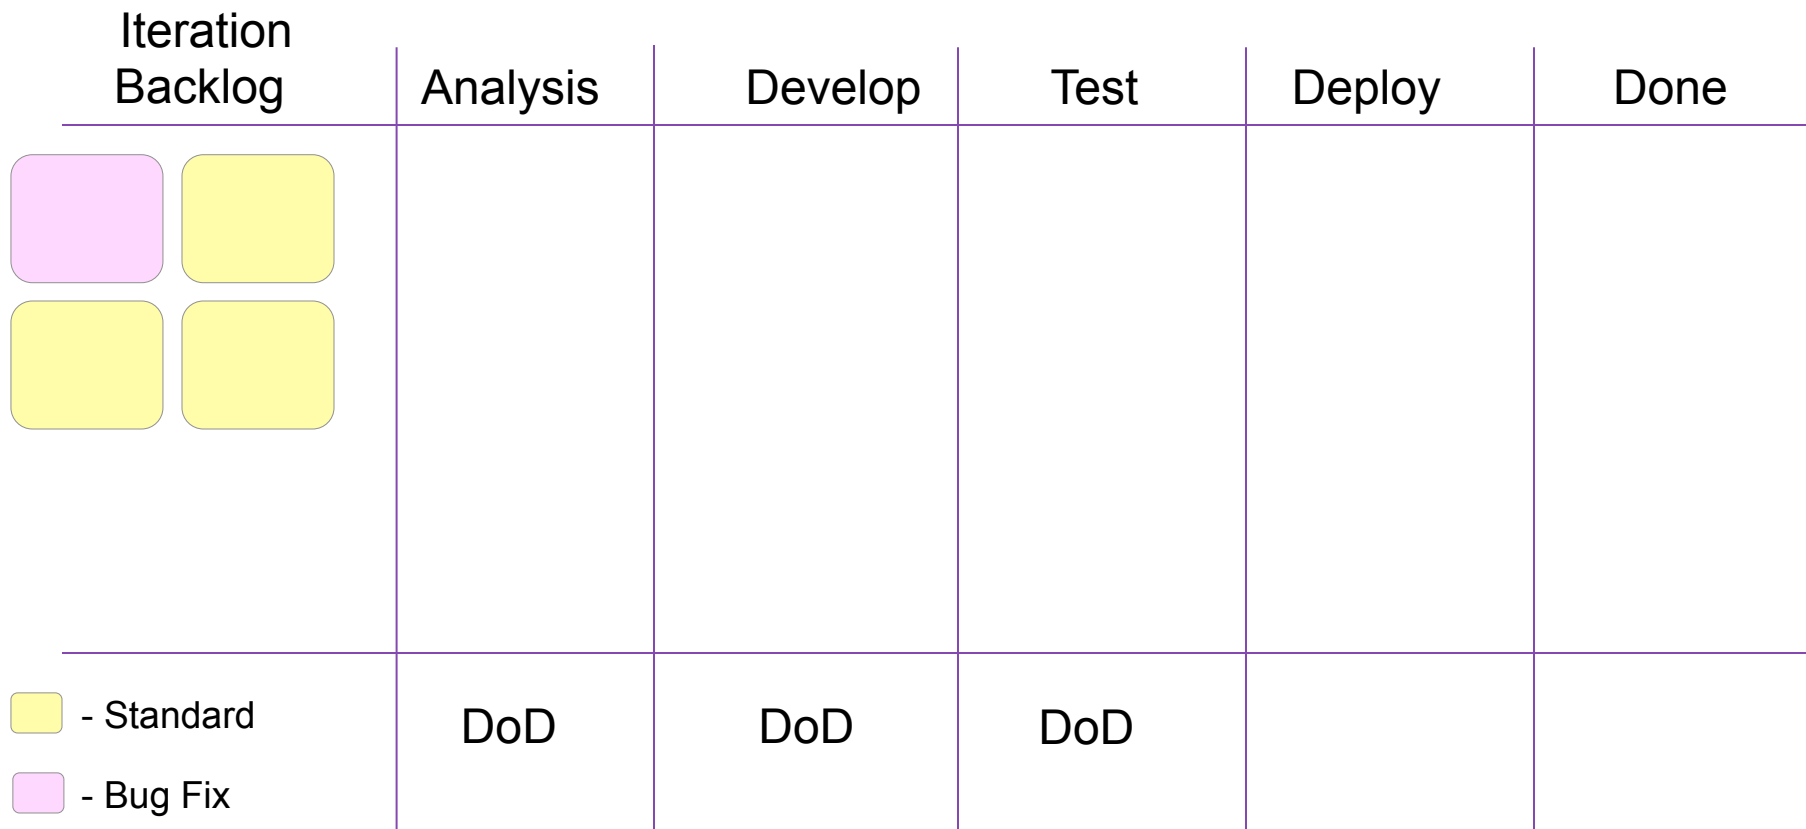 Iteration
Backlog
Analysis
Develop
Test
Deploy
Done
- Standard
- Bug Fix
DoD
DoD
DoD